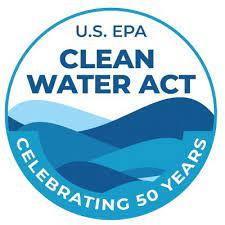 U.S. EPA
CLEAN
WATER ACT
CELEBRATING 50 YEARS